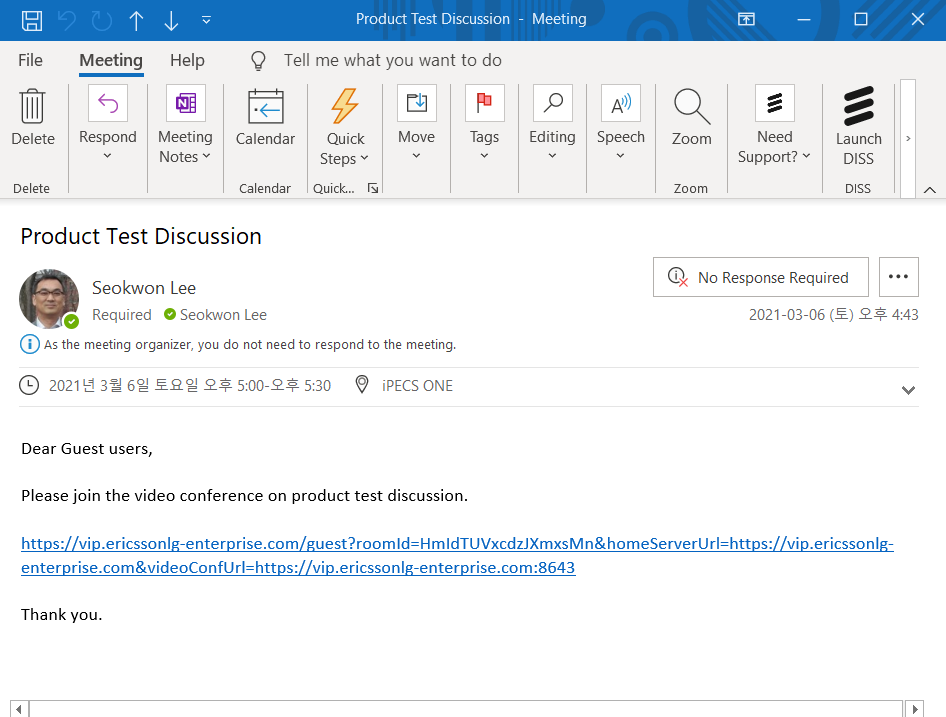 Product Test Discussion - Meeting
File Meeting Help Tell me what you want to do
Delete Respond Meeting Notes Calendar Quick Steps Move Tags Editing Speech Zoom Need Support? Launch DISS
Delete Calendar Quick... Zoom DISS
Product Test Discussion
Seokwon Lee
No Response Required
Required Seokwon Lee
2021-03-06 (토) 오후 4:43
As the meeting organizer, you do not need to respond to the meeting.
2021년 3월 6일 토요일 오후 5:00-오후 5:30 iPECS ONE
Dear Guest users,
Please join the video conference on product test discussion.
https://vip.ericssonlg-enterprise.com/guest?roomId=HmIdTUVxcdzJXmxsMn&homeServerUrl=https://vip.ericssonlg-
enterprise.com&videoConfUrl=https://vip.ericssonlg-enterprise.com:8643
Thank you.